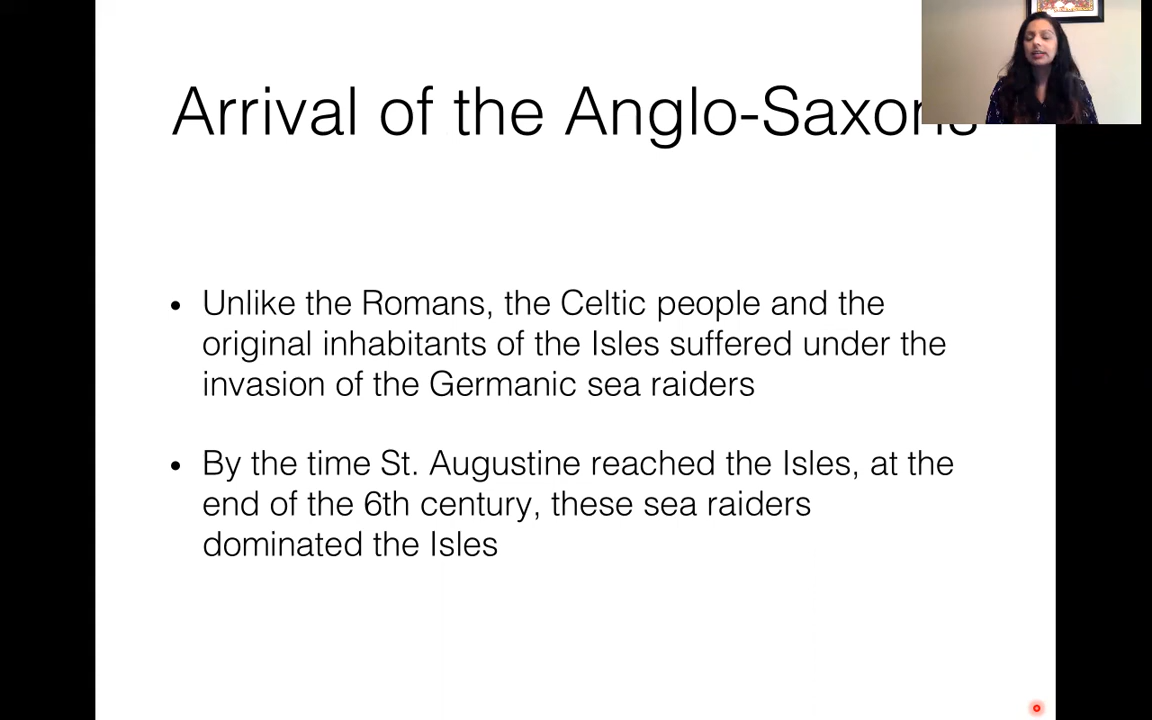 Arrival of the Anglo-Saxons
• Unlike the Romans, the Celtic people and the
original inhabitants of the Isles suffered under the
invasion of the Germanic sea raiders
• By the time St. Augustine reached the Isles, at the
end of the 6th century, these sea raiders
dominated the Isles